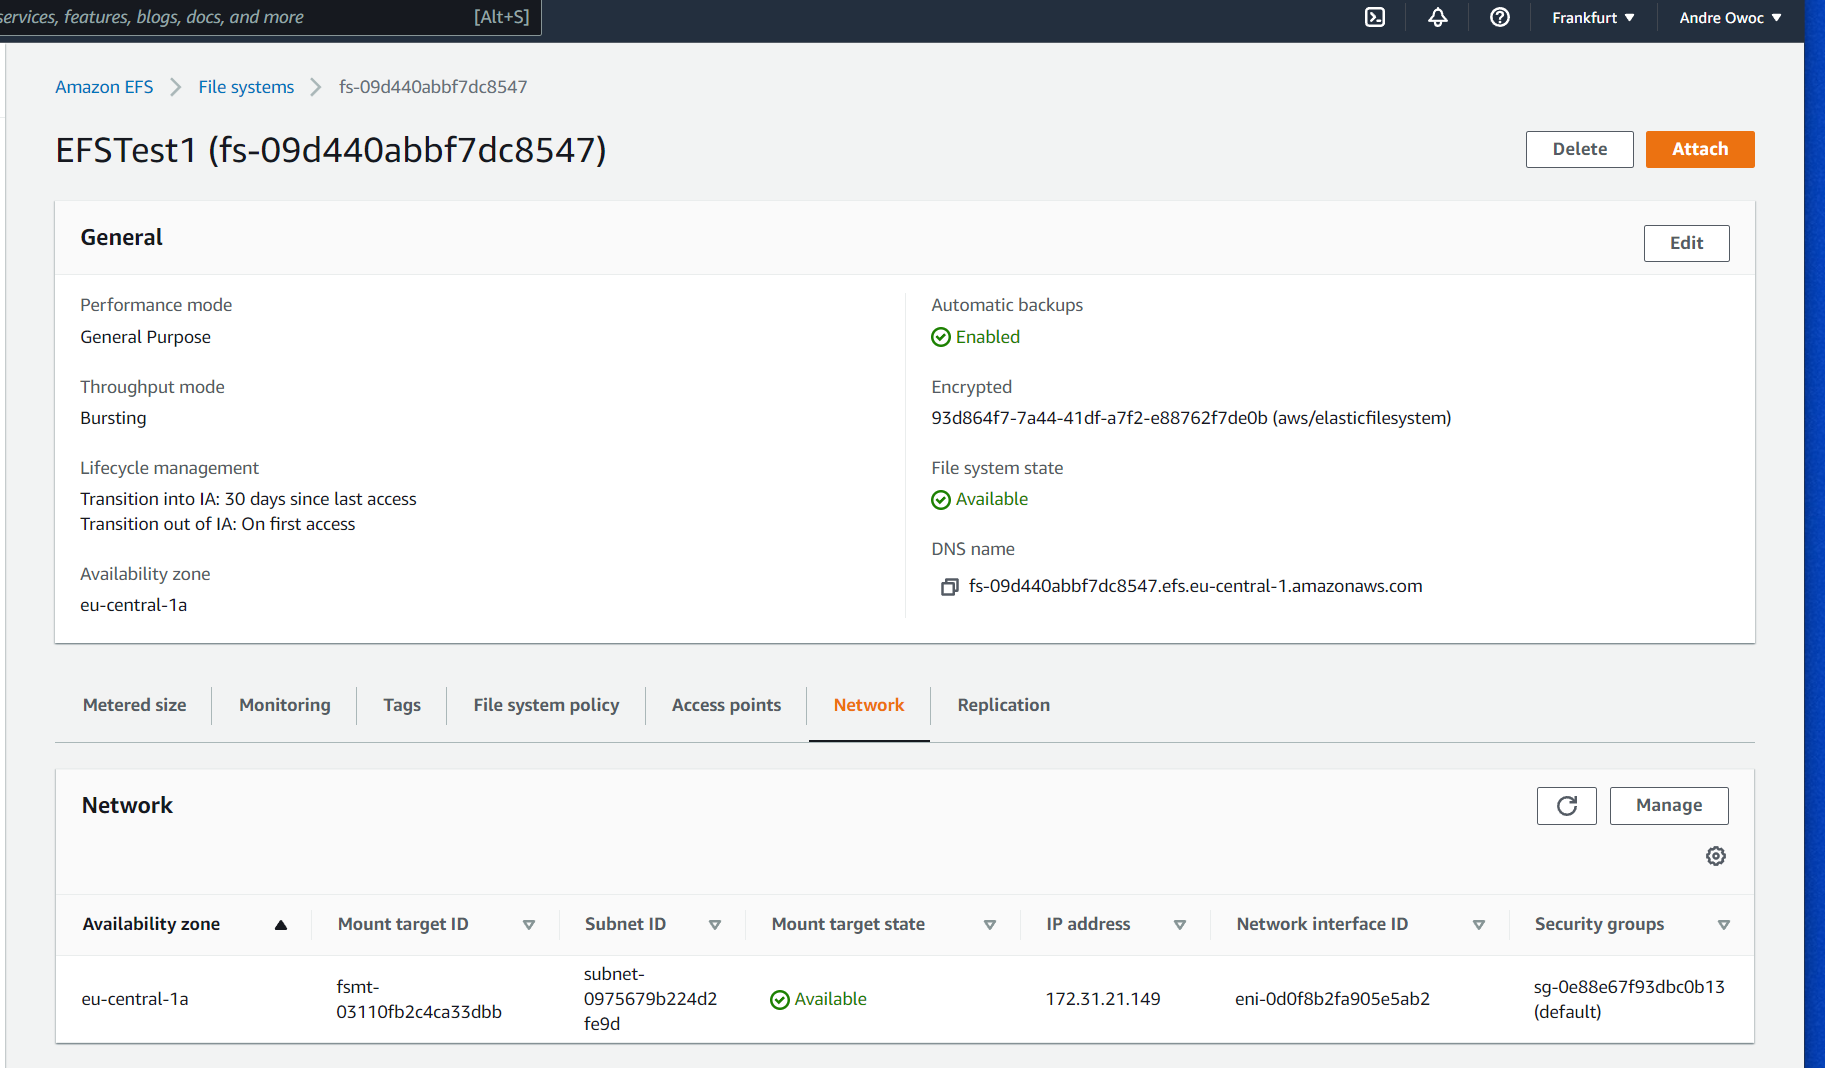 services, features, blogs, docs, and more [Alt+S] Frankfurt Andre Owoc
Amazon EFS File systems fs-09d440abbf7dc8547
EFSTest1 (fs-09d440abbf7dc8547)
Delete Attach
General
Edit
Performance mode
General Purpose
Throughput mode
Bursting
Lifecycle management
Transition into IA: 30 days since last access
Transition out of IA: On first access
Availability zone
eu-central-1a
Automatic backups
Enabled
Encrypted
93d864f7-7a44-41df-a7f2-e88762f7de0b (aws/elasticfilesystem)
File system state
Available
DNS name
fs-09d440abbf7dc8547.efs.eu-central-1.amazonaws.com
Metered size Monitoring Tags File system policy Access points Network Replication
Network
Manage
Availability zone Mount target ID Subnet ID Mount target state IP address Network interface ID Security groups
eu-central-1a
fsmt-
03110fb2c4ca33dbb
subnet-
0975679b224d2
fe9d
Available
172.31.21.149
eni-0d0f8b2fa905e5ab2
sg-0e88e67f93dbc0b13
(default)